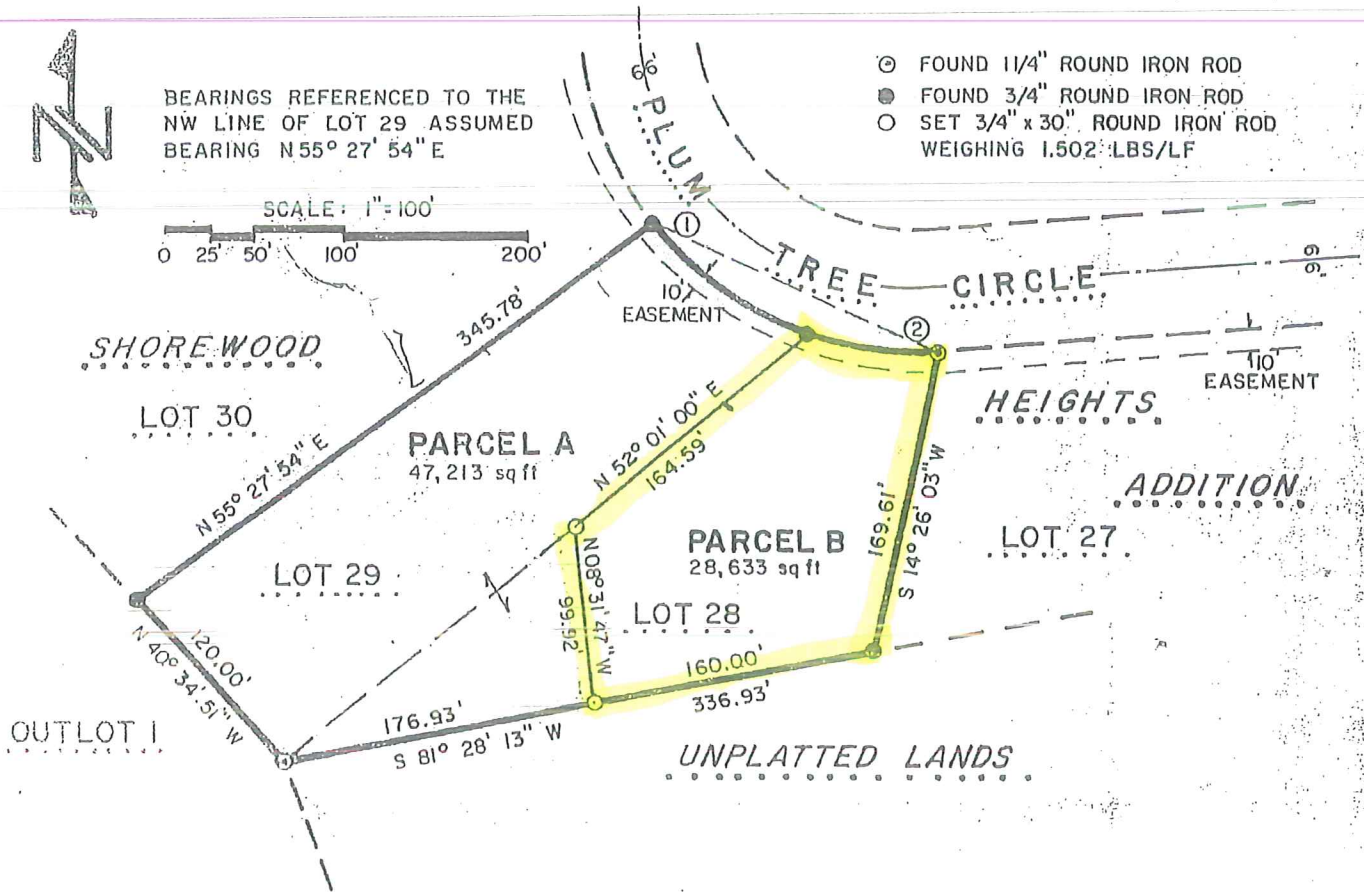 N
BEARINGS REFERENCED TO THE
NW LINE OF LOT 29 ASSUMED
BEARING N55° 27' 54" E
SCALE: 1"=100'
0 25' 50' 100' 200'
FOUND 1 1/4" ROUND IRON ROD
FOUND 3/4" ROUND IRON ROD
SET 3/4" x 30" ROUND IRON ROD
WEIGHING 1.502 LBS/LF
66'
PLUM TREE CIRCLE
66'
1
2
10'
EASEMENT
10'
EASEMENT
345.78'
N 55° 27' 54" E
SHOREWOOD
HEIGHTS
ADDITION
LOT 30
PARCEL A
47,213 sq ft
N 52° 01' 00" E
164.59'
PARCEL B
28,633 sq ft
169.61'
S 14° 26' 03" W
LOT 27
LOT 29
N08° 31' 47" W
99.92'
LOT 28
120.00'
N 40° 34' 51" W
160.00'
336.93'
176.93'
S 81° 28' 13" W
OUTLOT 1
UNPLATTED LANDS